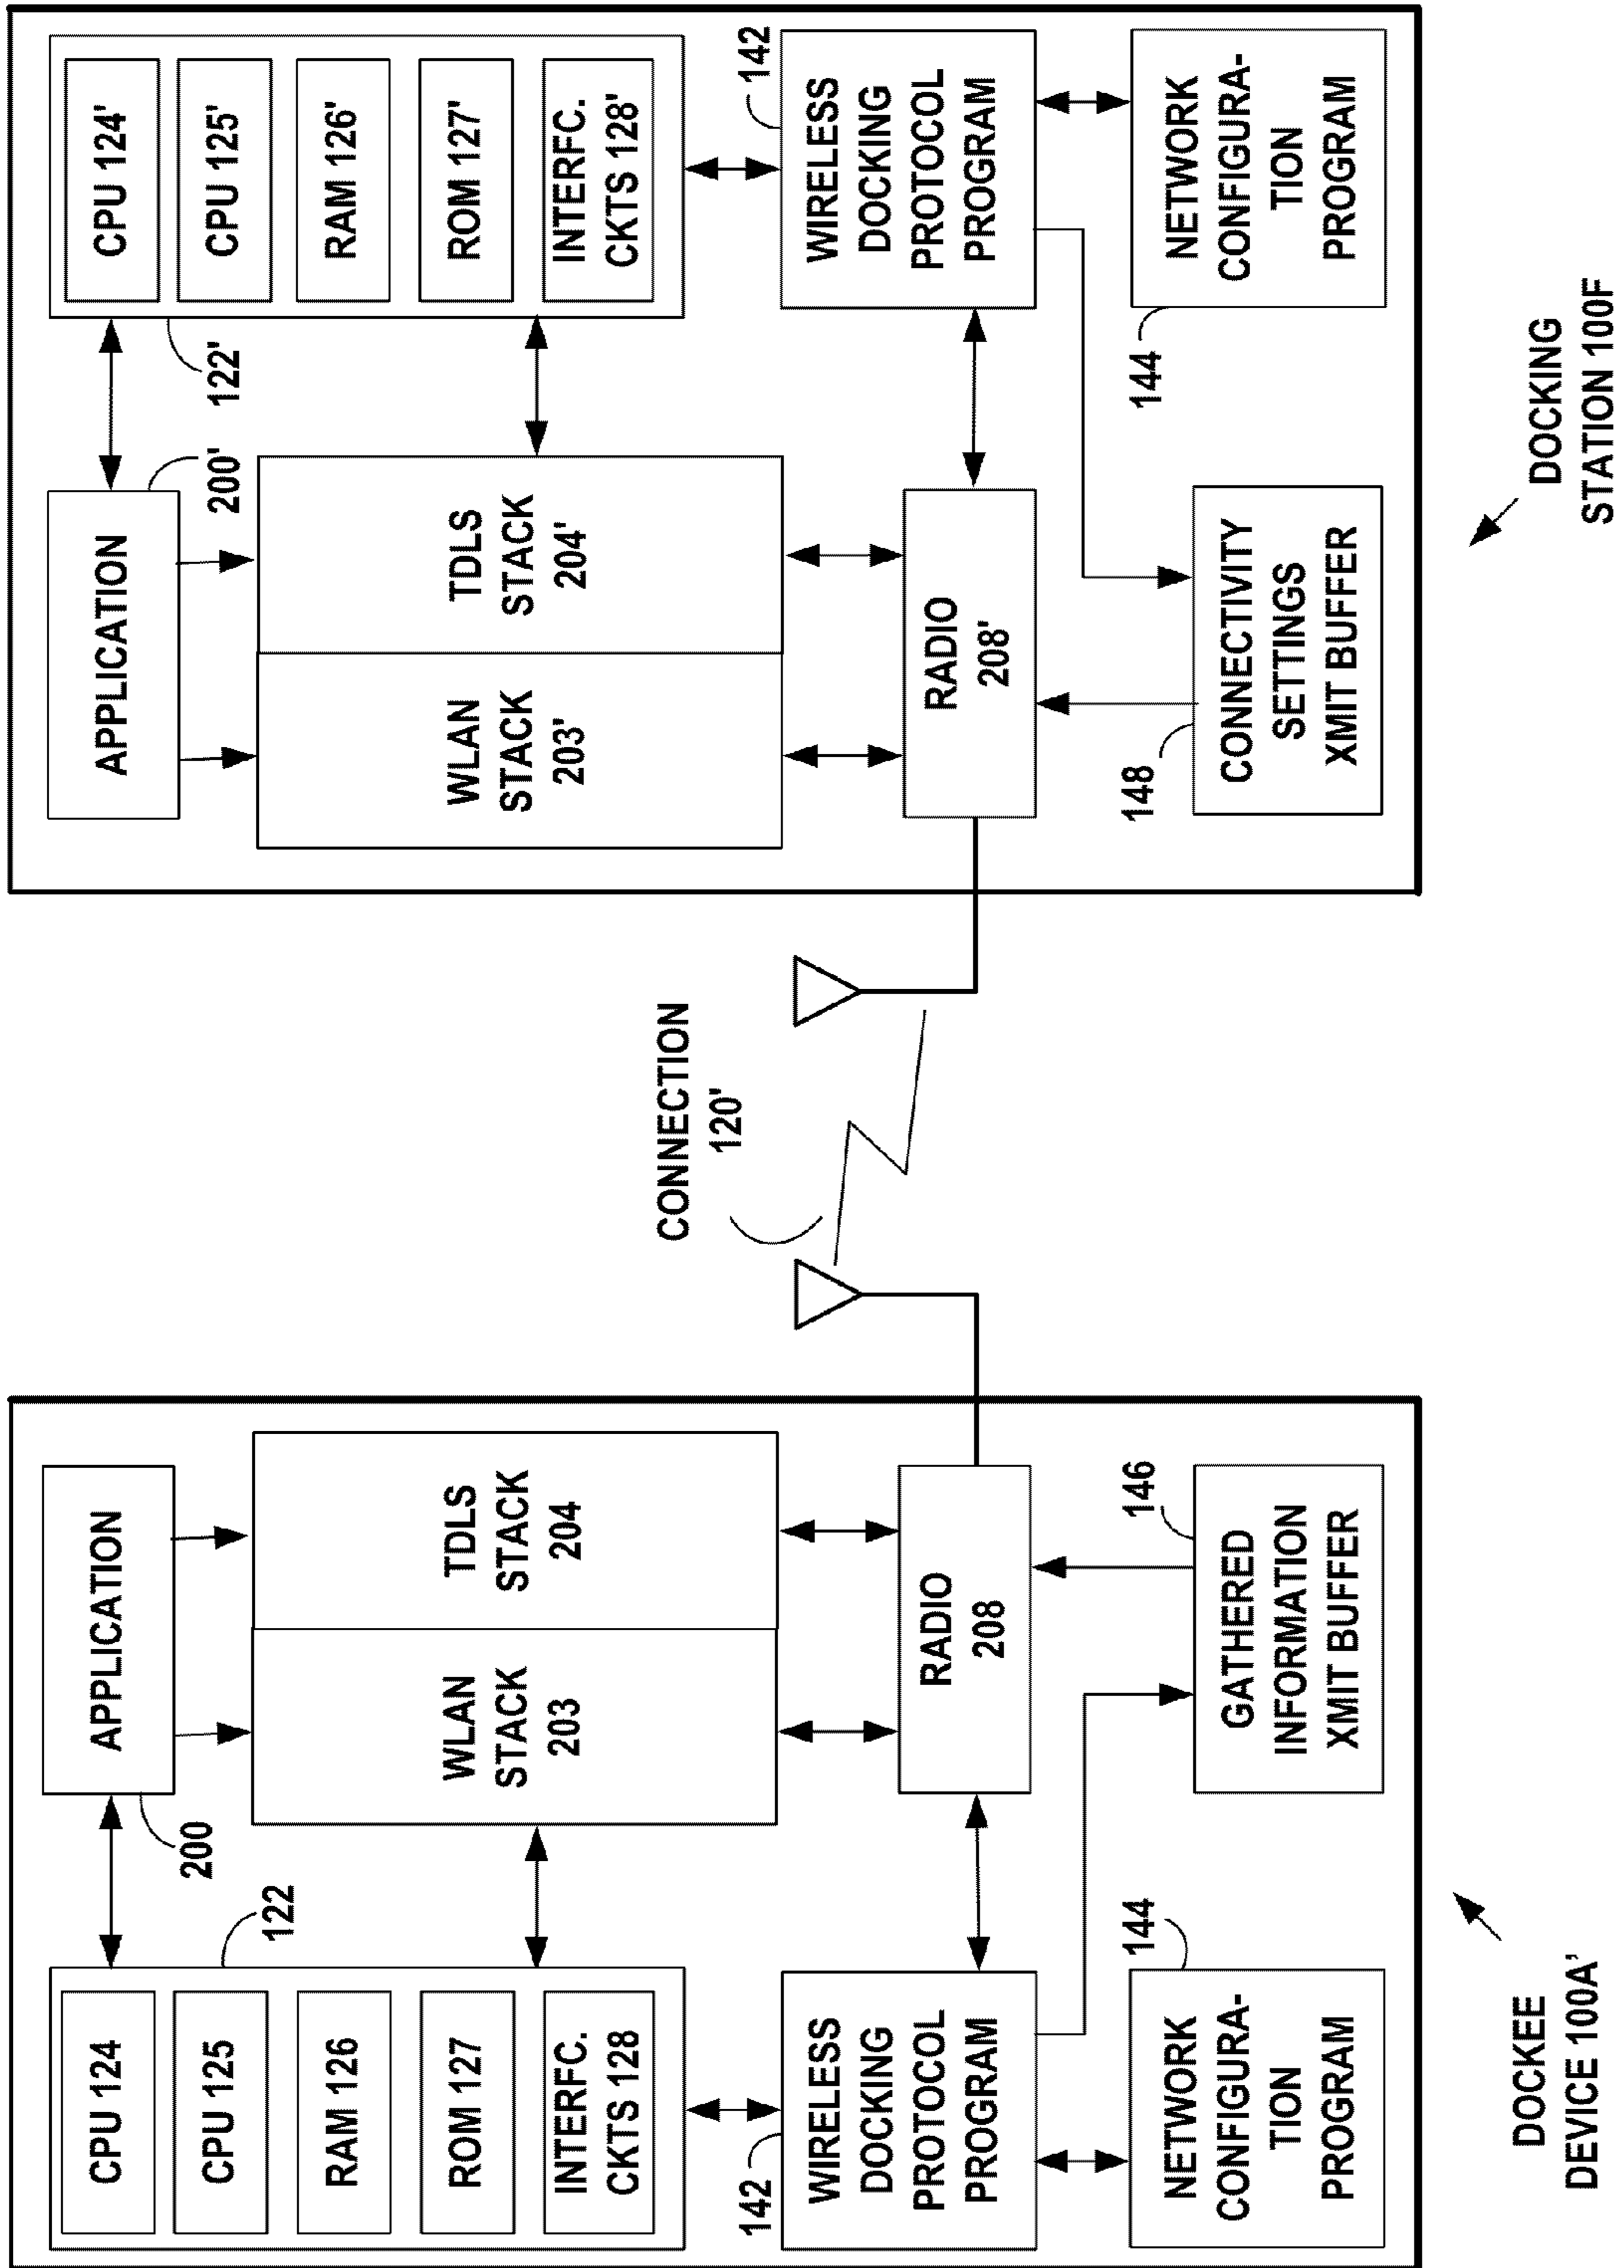 CPU 124
CPU 125
RAM 126
ROM 127
INTERFC.
CKTS 128
122
APPLICATION
200
WLAN
STACK
203
TDLS
STACK
204
142
WIRELESS
DOCKING
PROTOCOL
PROGRAM
RADIO
208
144
NETWORK
CONFIGURA-
TION
PROGRAM
146
GATHERED
INFORMATION
XMIT BUFFER
DOCKEE
DEVICE 100A'
CONNECTION
120'
APPLICATION
200'
CPU 124'
CPU 125'
RAM 126'
ROM 127'
INTERFC.
CKTS 128'
122'
WLAN
STACK
203'
TDLS
STACK
204'
RADIO
208'
142
WIRELESS
DOCKING
PROTOCOL
PROGRAM
148
CONNECTIVITY
SETTINGS
XMIT BUFFER
144
NETWORK
CONFIGURA-
TION
PROGRAM
DOCKING
STATION 100F